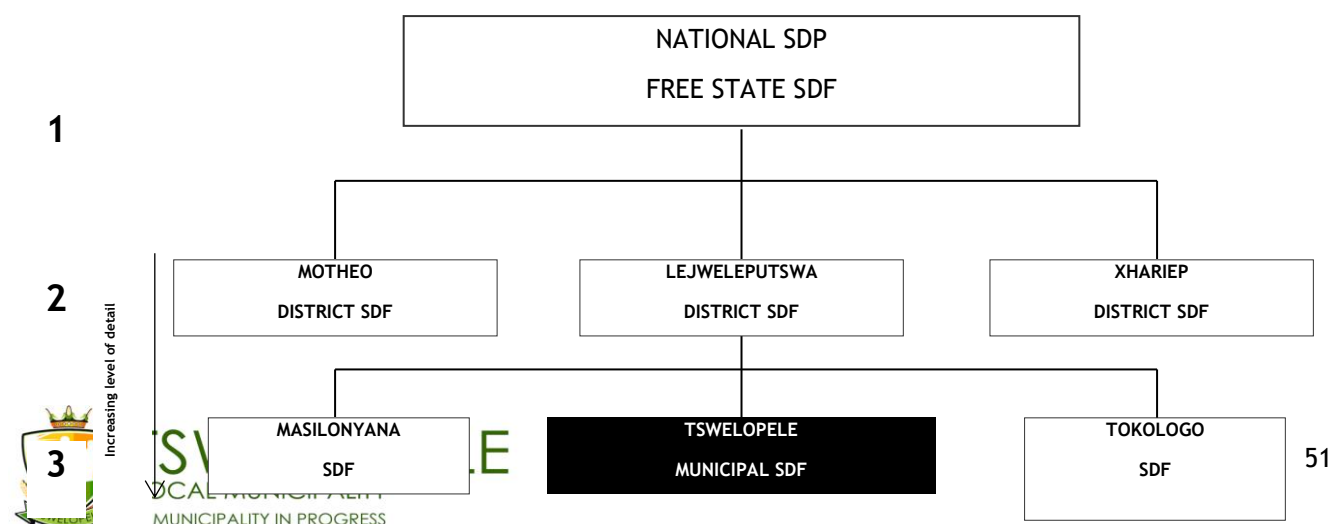 NATIONAL SDP
FREE STATE SDF
1
MOTHEO
DISTRICT SDF
LEJWELEPUTSWA
DISTRICT SDF
XHARIEP
DISTRICT SDF
2
Increasing level of detail
MASILONYANA
SDF
TSWELOPELE
MUNICIPAL SDF
TOKOLOGO
SDF
3
51
MUNICIPALITY IN PROGRESS